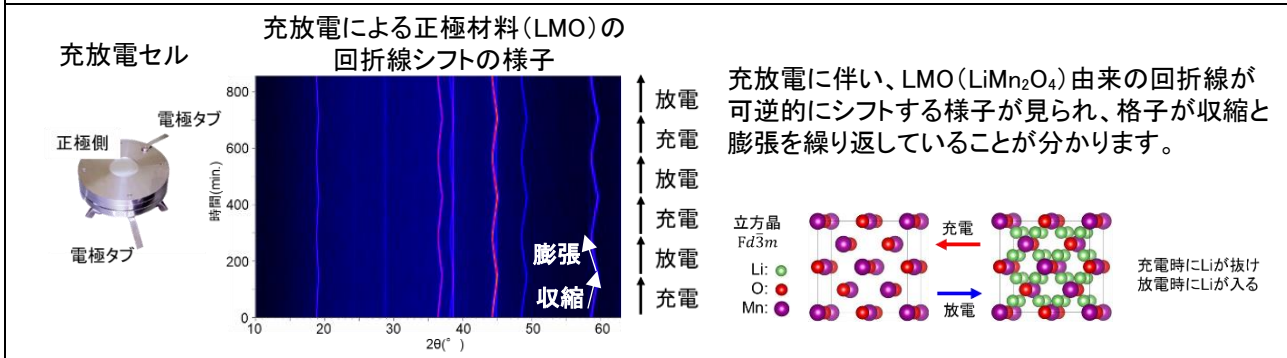 充放電セル
電極タブ
正極側
電極タブ
充放電による正極材料（LMO）の
回折線シフトの様子
時間(min.)
800
600
400
200
0
10
20
30
40
50
60
2θ(°)
膨張
収縮
放電
充電
放電
充電
放電
充電
充放電に伴い、LMO（LiMn₂O₄）由来の回折線が
可逆的にシフトする様子が見られ、格子が収縮と
膨張を繰り返していることが分かります。
立方晶
Fd3̅m
Li:
O:
Mn:
充電
放電
充電時にLiが抜け
放電時にLiが入る